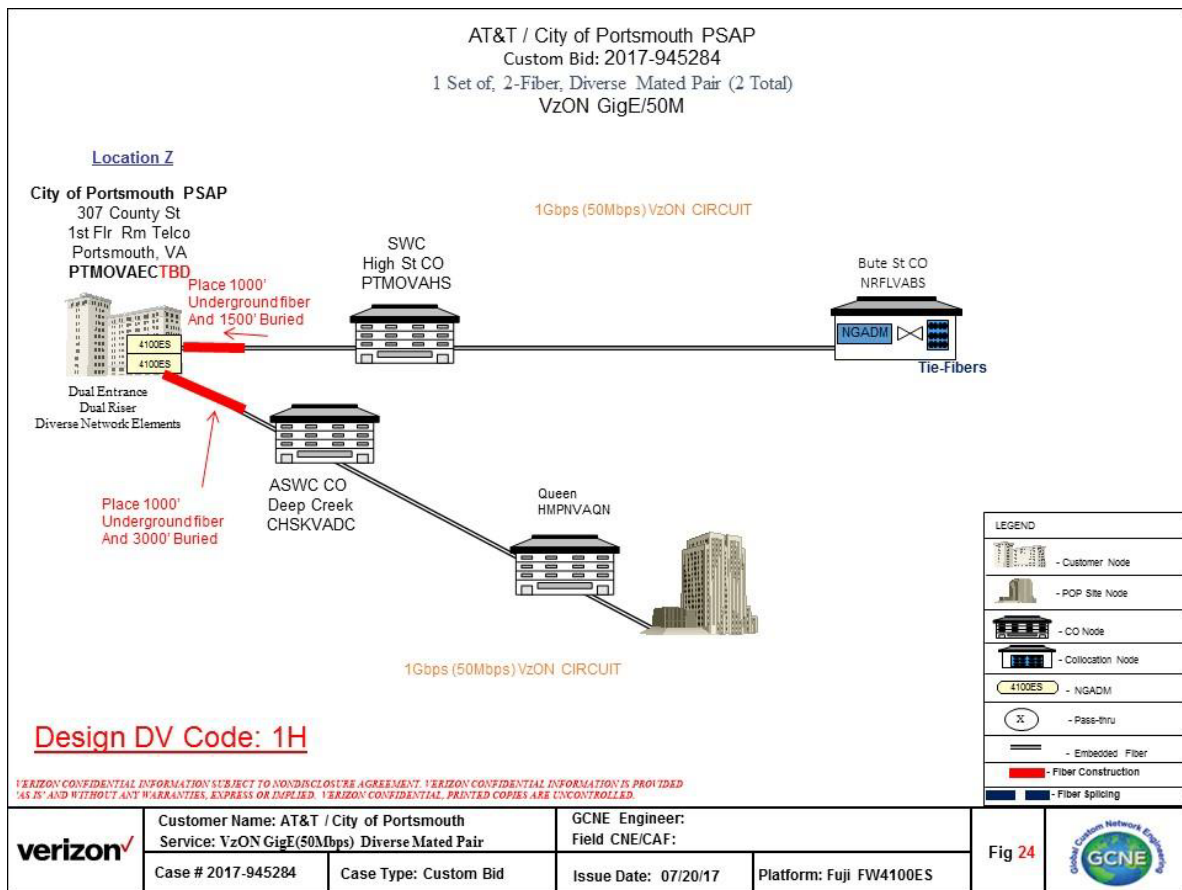 AT&T / City of Portsmouth PSAP
Custom Bid: 2017-945284
1 Set of, 2-Fiber, Diverse Mated Pair (2 Total)
VzON GigE/50M
Location Z
City of Portsmouth PSAP
307 County St
1st Flr Rm Telco
Portsmouth, VA
PTMOVAECTBD
Place 1000'
Underground fiber
And 1500' Buried
4100ES
4100ES
Dual Entrance
Dual Riser
Diverse Network Elements
1Gbps (50Mbps) VzON CIRCUIT
SWC
High St CO
PTMOVAHS
Bute St CO
NRFLVABS
NGADM
Tie-Fibers
Place 1000'
Underground fiber
And 3000' Buried
ASWC CO
Deep Creek
CHSKVADC
Queen
HMPNVAQN
1Gbps (50Mbps) VzON CIRCUIT
LEGEND
- Customer Node
- POP Site Node
- CO Node
- Collocation Node
4100ES - NGADM
X - Pass-thru
- Embedded Fiber
- Fiber Construction
- Fiber Splicing
Design DV Code: 1H
VERIZON CONFIDENTIAL INFORMATION SUBJECT TO NONDISCLOSURE AGREEMENT. VERIZON CONFIDENTIAL INFORMATION IS PROVIDED
'AS IS' AND WITHOUT ANY WARRANTIES, EXPRESS OR IMPLIED. VERIZON CONFIDENTIAL, PRINTED COPIES ARE UNCONTROLLED.
verizon
Customer Name: AT&T / City of Portsmouth
Service: VzON GigE(50Mbps) Diverse Mated Pair
GCNE Engineer:
Field CNE/CAF:
Case # 2017-945284
Case Type: Custom Bid
Issue Date: 07/20/17
Platform: Fuji FW4100ES
Fig 24
Global Custom Network Engineering
GCNE